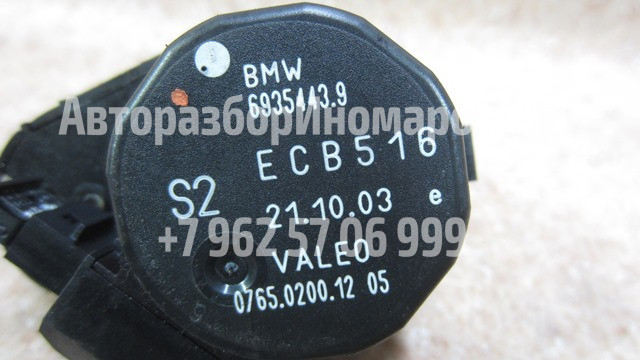 BMW
6935443.9
АвторазборИномарс
ECB516
S2
21.10.03 e
+7 962 57 06 999
VALEO
0765.0200.12 05